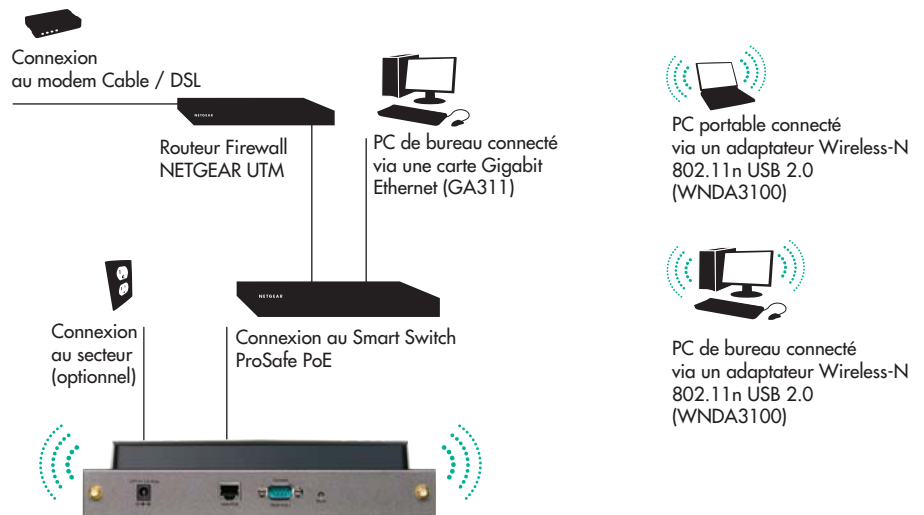 Connexion
au modem Cable / DSL
NETGEAR
Routeur Firewall
NETGEAR UTM
PC de bureau connecté
via une carte Gigabit
Ethernet (GA311)
PC portable connecté
via un adaptateur Wireless-N
802.11n USB 2.0
(WNDA3100)
NETGEAR
Connexion
au secteur
(optionnel)
Connexion au Smart Switch
ProSafe PoE
PC de bureau connecté
via un adaptateur Wireless-N
802.11n USB 2.0
(WNDA3100)